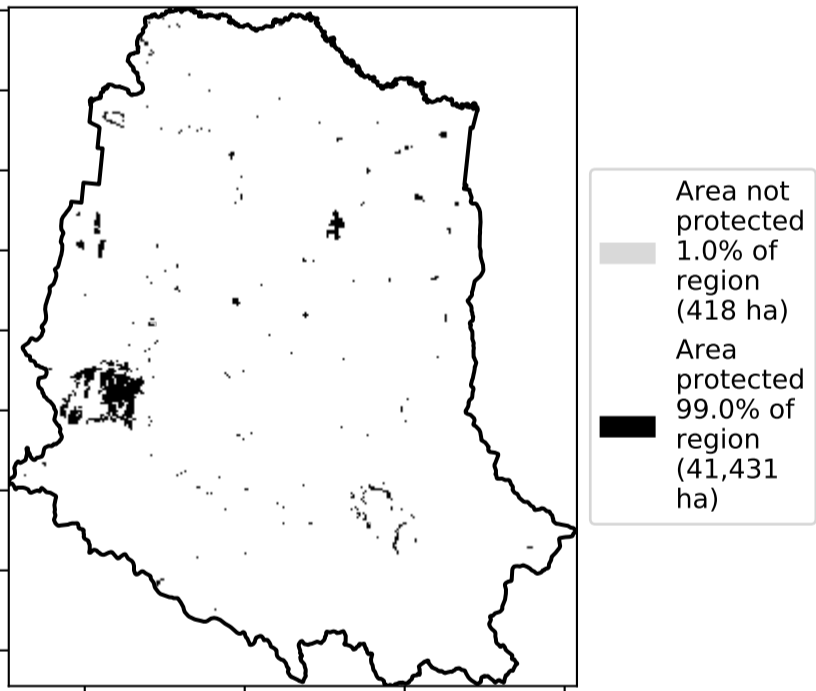 Area not
protected
1.0% of
region
(418 ha)
Area
protected
99.0% of
region
(41,431
ha)